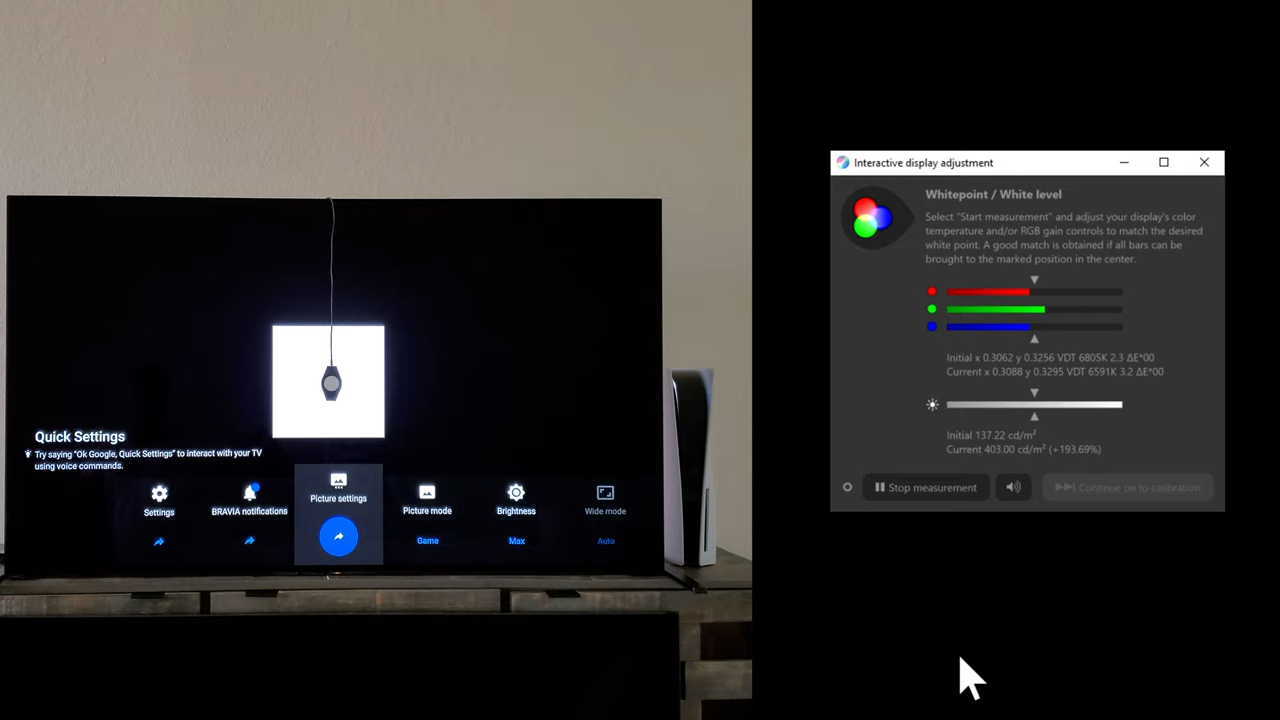 Quick Settings
Try saying "Ok Google, Quick Settings" to interact with your TV
using voice commands.
Settings
BRAVIA notifications
Picture settings
Picture mode
Brightness
Wide mode
Game
Max
Auto
Interactive display adjustment
Whitepoint / White level
Select "Start measurement" and adjust your display's color
temperature and/or RGB gain controls to match the desired
white point. A good match is obtained if all bars can be
brought to the marked position in the center.
Initial x 0.3062 y 0.3256 VDT 6805K 2.3 ΔE*00
Current x 0.3088 y 0.3295 VDT 6591K 3.2 ΔE*00
Initial 137.22 cd/m²
Current 403.00 cd/m² (+193.69%)
Stop measurement
Continue on to calibration